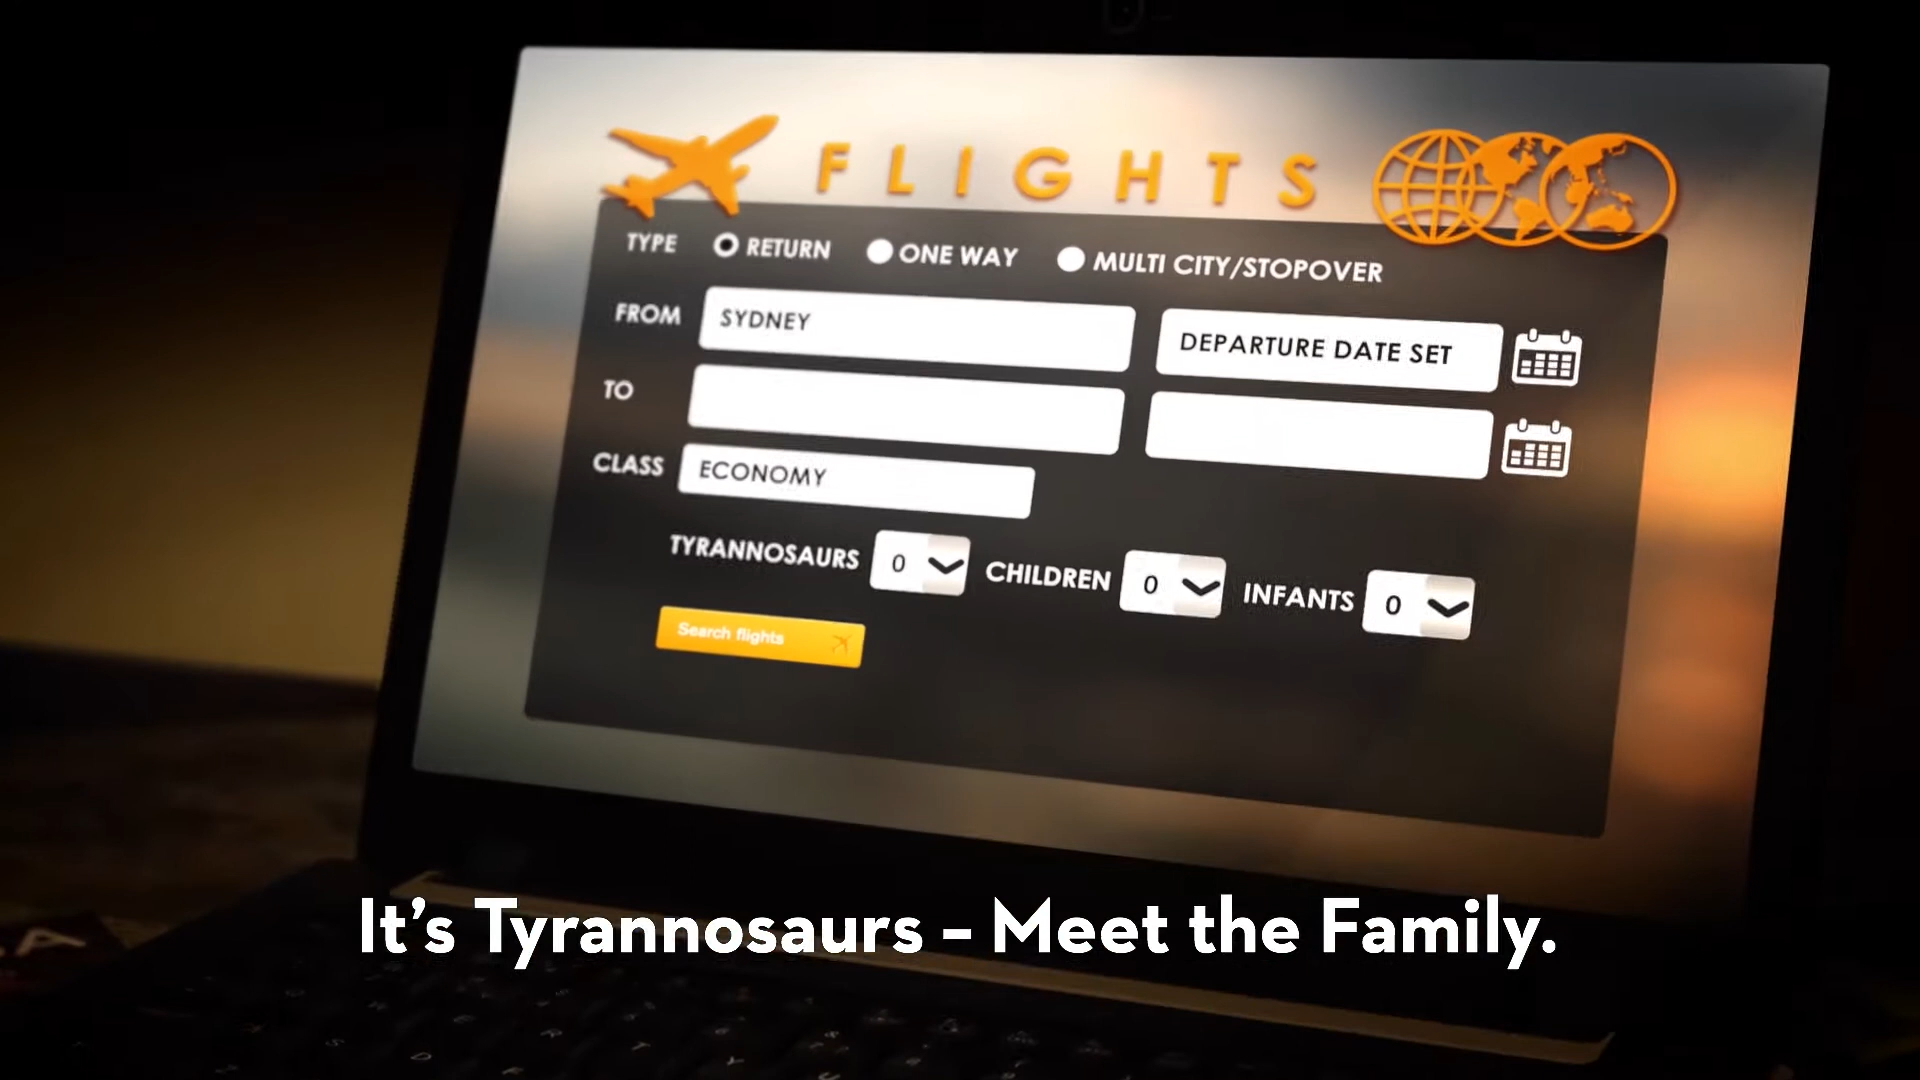 FLIGHTS
TYPE RETURN ONE WAY MULTI CITY/STOPOVER
FROM SYDNEY DEPARTURE DATE SET
TO
CLASS ECONOMY
TYRANNOSAURS 0 CHILDREN 0 INFANTS 0
Search flights
It's Tyrannosaurs – Meet the Family.